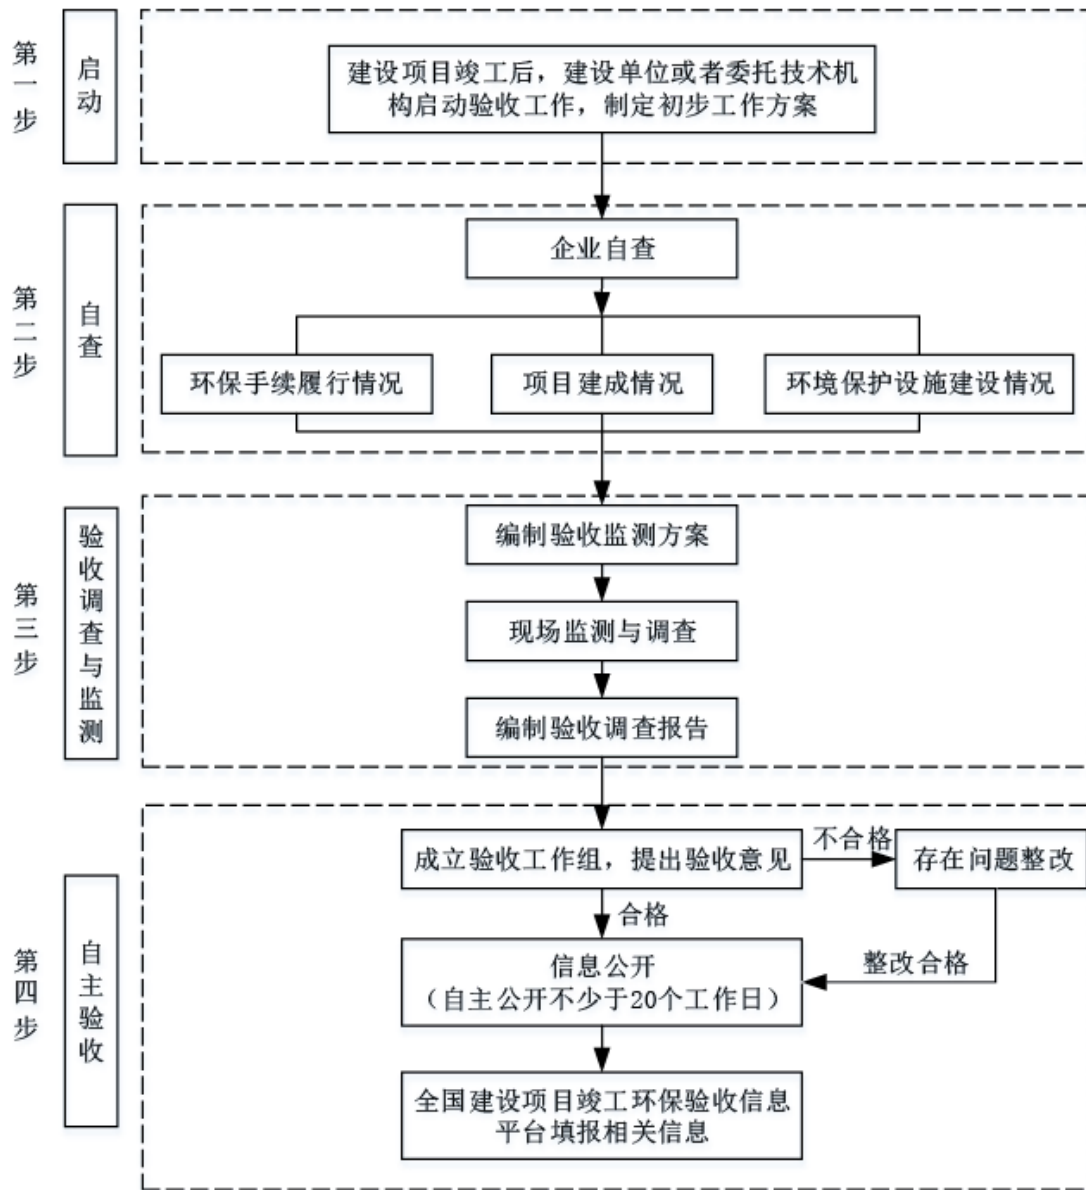 第一步
启动
建设项目竣工后，建设单位或者委托技术机
构启动验收工作，制定初步工作方案
第二步
自查
企业自查
环保手续履行情况
项目建成情况
环境保护设施建设情况
第三步
验收调查与监测
编制验收监测方案
现场监测与调查
编制验收调查报告
第四步
自主验收
成立验收工作组，提出验收意见
不合格
存在问题整改
合格
整改合格
信息公开
（自主公开不少于20个工作日）
全国建设项目竣工环保验收信息
平台填报相关信息